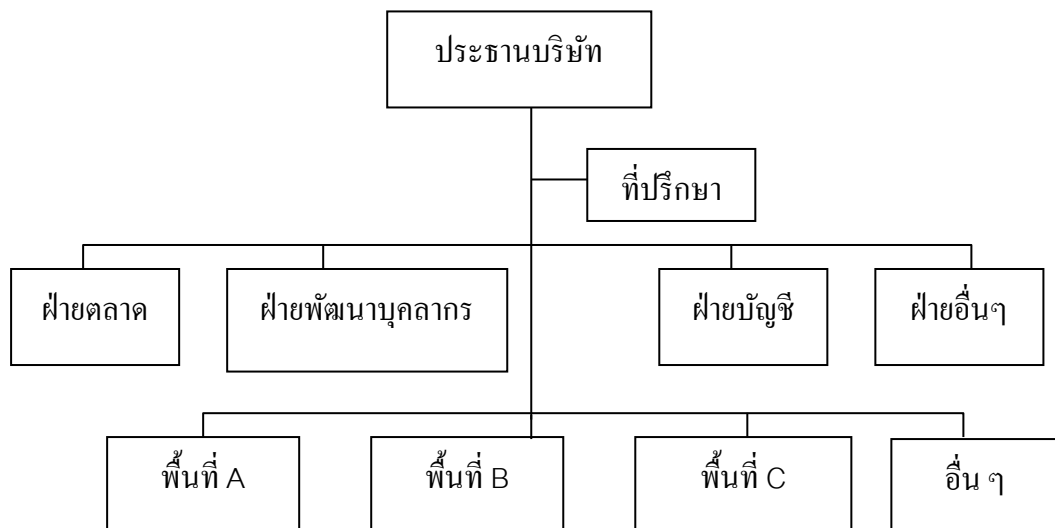 ประธานบริษัท
ที่ปรึกษา
ฝ่ายตลาด ฝ่ายพัฒนาบุคลากร ฝ่ายบัญชี ฝ่ายอื่นๆ
พื้นที่ A พื้นที่ B พื้นที่ C อื่น ๆ